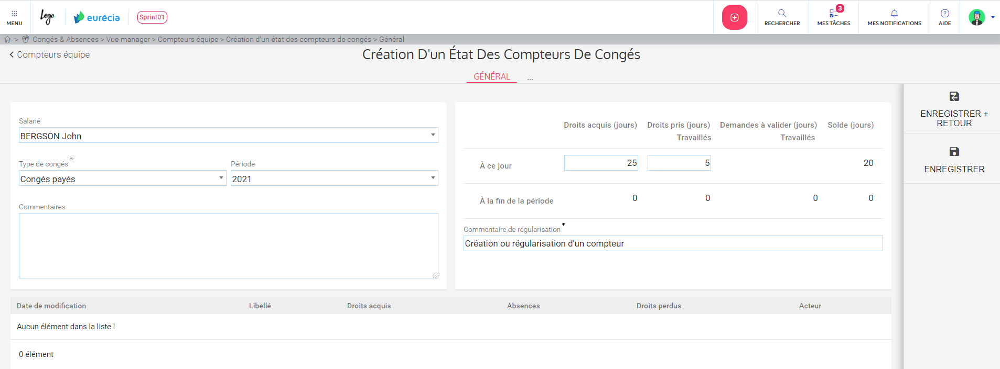 MENU
Logo
eurécia
Sprint01
RECHERCHER
3
MES TÂCHES
MES NOTIFICATIONS
AIDE
> Congés & Absences > Vue manager > Compteurs équipe > Création d'un état des compteurs de congés > Général
Compteurs équipe
Création D'un État Des Compteurs De Congés
GÉNÉRAL ...
Salarié
BERGSON John
Type de congés *
Période
Congés payés
2021
Commentaires
Droits acquis (jours) Droits pris (jours) Demandes à valider (jours) Solde (jours)
Travaillés Travaillés
À ce jour 25 5 20
À la fin de la période 0 0 0 0
Commentaire de régularisation *
Création ou régularisation d'un compteur
ENREGISTRER +
RETOUR
ENREGISTRER
Date de modification Libellé Droits acquis Absences Droits perdus Acteur
Aucun élément dans la liste !
0 élément